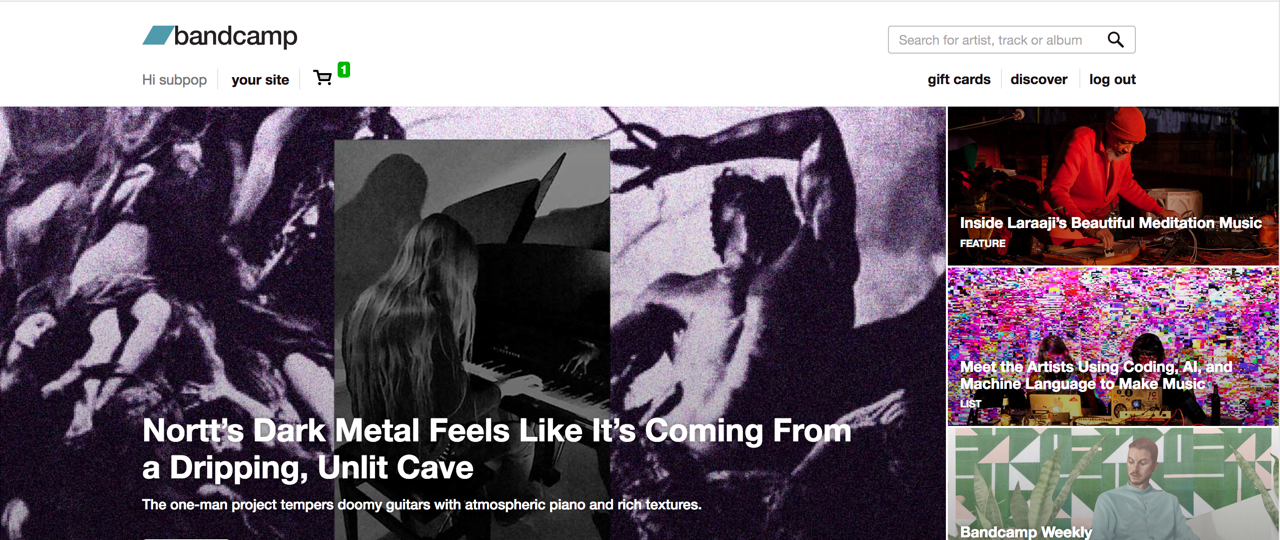 bandcamp
Search for artist, track or album
Hi subpop
your site
1
gift cards
discover
log out
Nortt’s Dark Metal Feels Like It’s Coming From
a Dripping, Unlit Cave
The one-man project tempers doomy guitars with atmospheric piano and rich textures.
Inside Laraaji’s Beautiful Meditation Music
FEATURE
Meet the Artists Using Coding, AI, and
Machine Language to Make Music
LIST
Bandcamp Weekly